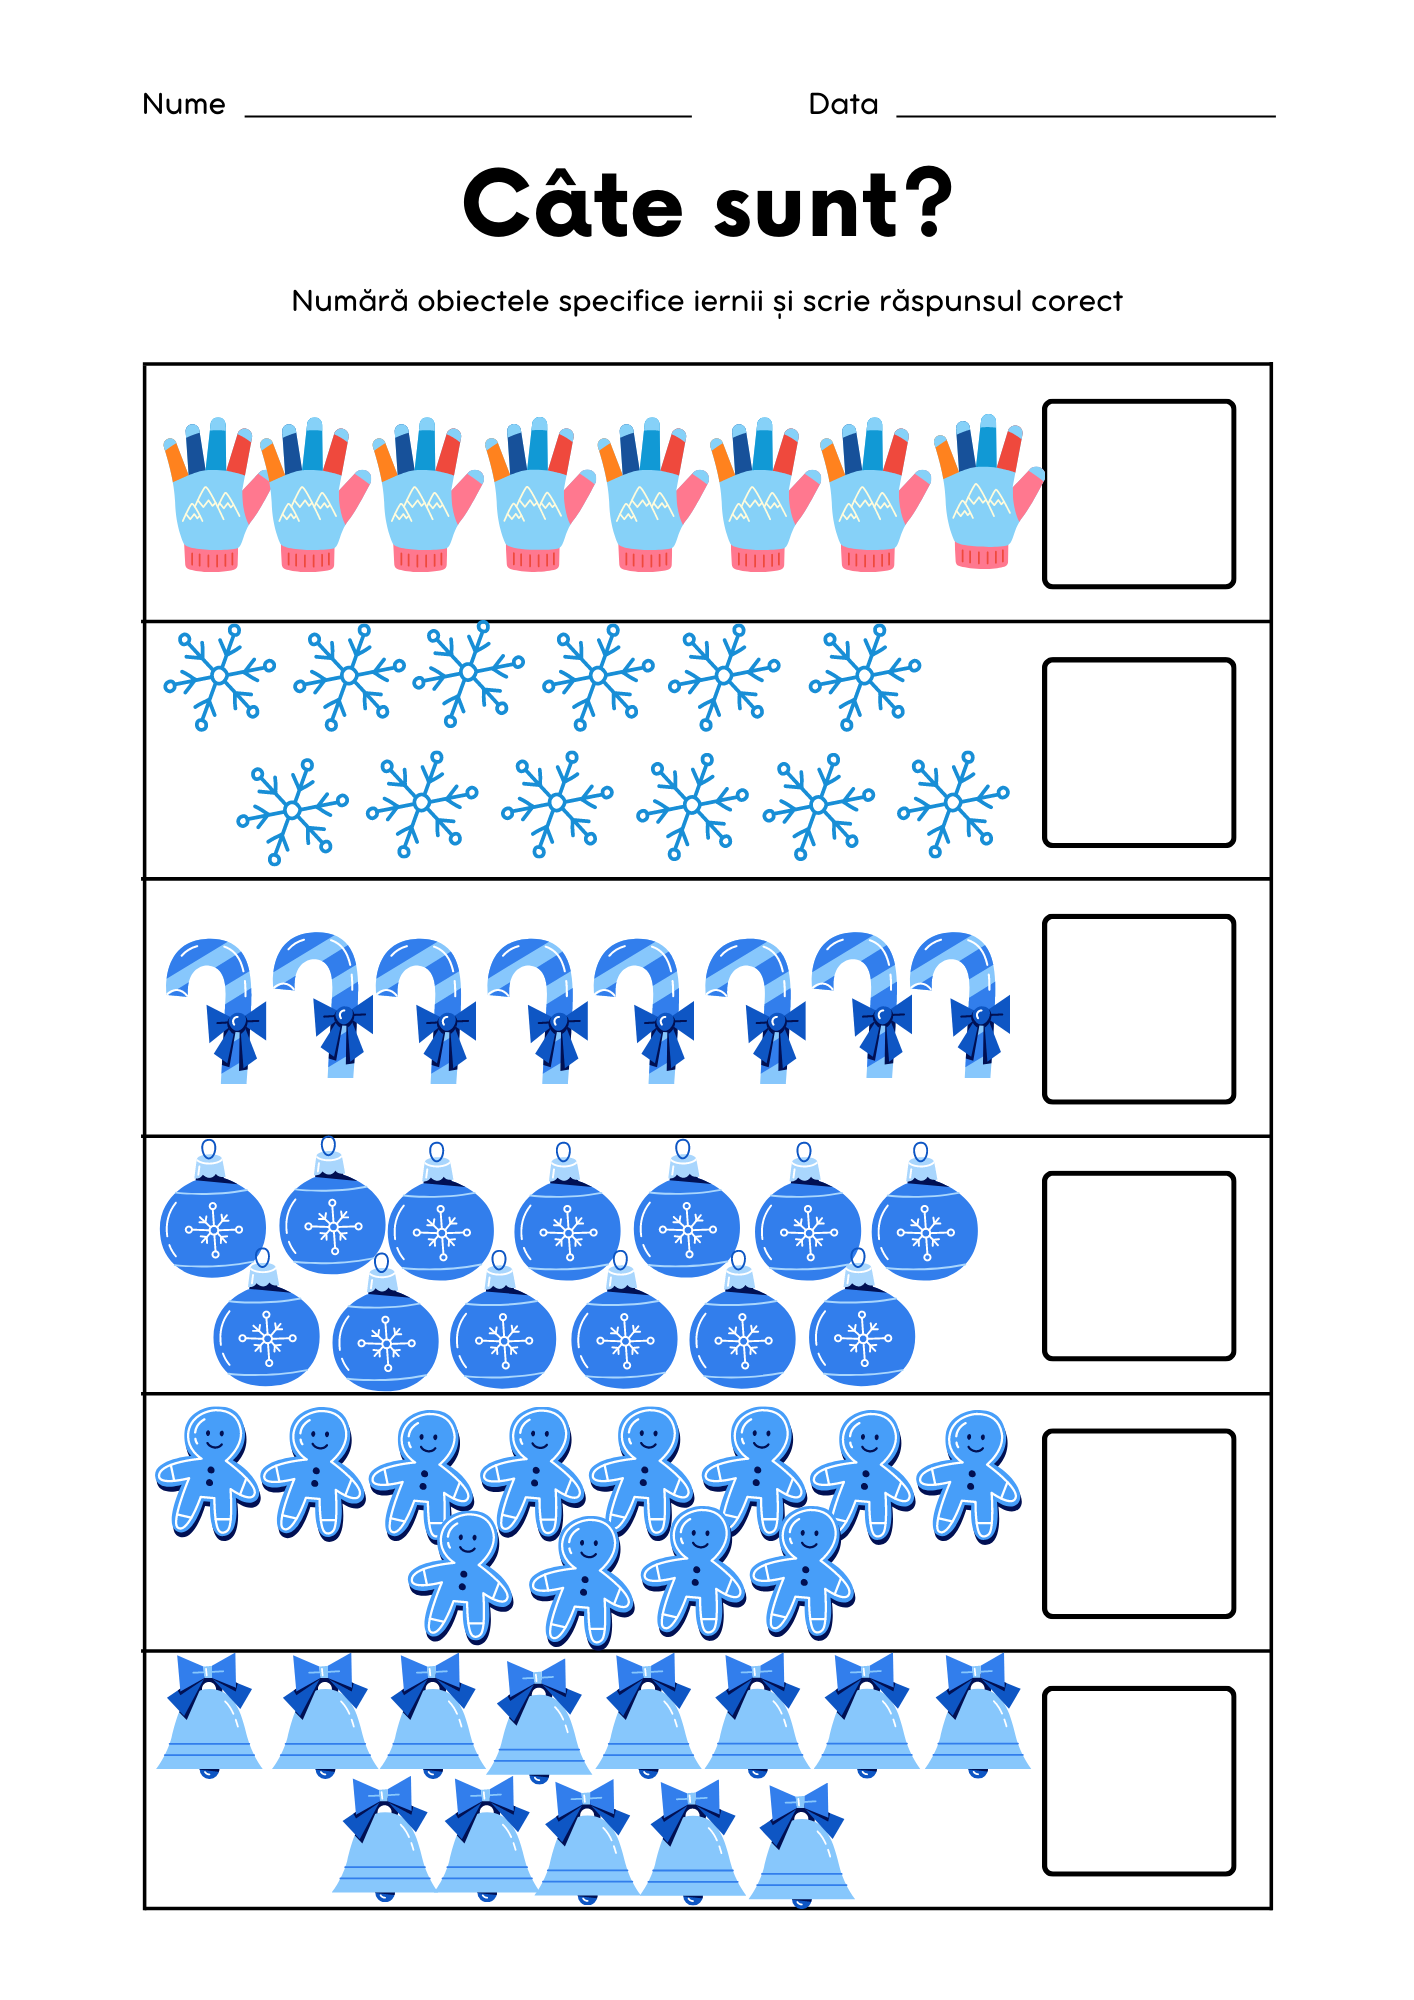 Nume Data
Câte sunt?
Numără obiectele specifice iernii și scrie răspunsul corect